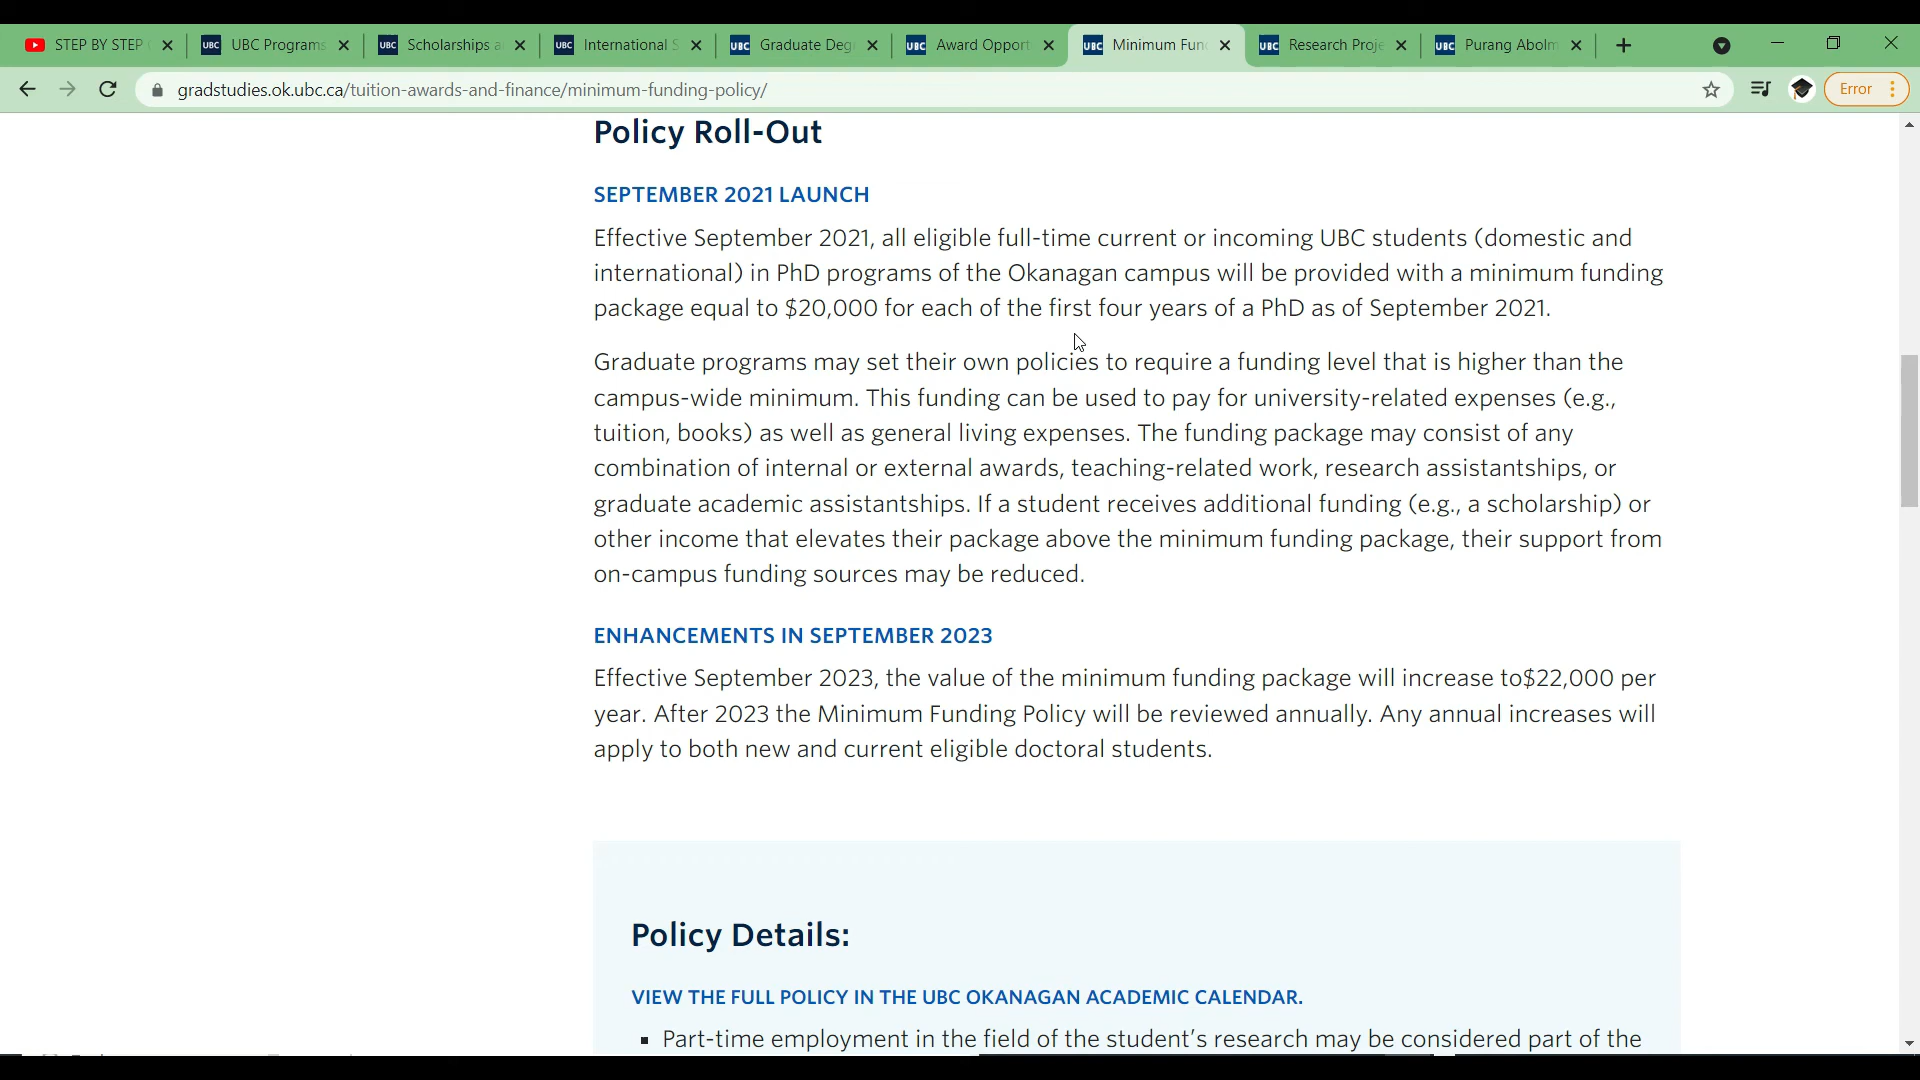 STEP BY STEP
UBC Programs
Scholarships a
International S
Graduate Deg
Award Opport
Minimum Fun
Research Proje
Purang Abolm
gradstudies.ok.ubc.ca/tuition-awards-and-finance/minimum-funding-policy/
Error
Policy Roll-Out
SEPTEMBER 2021 LAUNCH
Effective September 2021, all eligible full-time current or incoming UBC students (domestic and
international) in PhD programs of the Okanagan campus will be provided with a minimum funding
package equal to $20,000 for each of the first four years of a PhD as of September 2021.
Graduate programs may set their own policies to require a funding level that is higher than the
campus-wide minimum. This funding can be used to pay for university-related expenses (e.g.,
tuition, books) as well as general living expenses. The funding package may consist of any
combination of internal or external awards, teaching-related work, research assistantships, or
graduate academic assistantships. If a student receives additional funding (e.g., a scholarship) or
other income that elevates their package above the minimum funding package, their support from
on-campus funding sources may be reduced.
ENHANCEMENTS IN SEPTEMBER 2023
Effective September 2023, the value of the minimum funding package will increase to$22,000 per
year. After 2023 the Minimum Funding Policy will be reviewed annually. Any annual increases will
apply to both new and current eligible doctoral students.
Policy Details:
VIEW THE FULL POLICY IN THE UBC OKANAGAN ACADEMIC CALENDAR.
▪ Part-time employment in the field of the student's research may be considered part of the